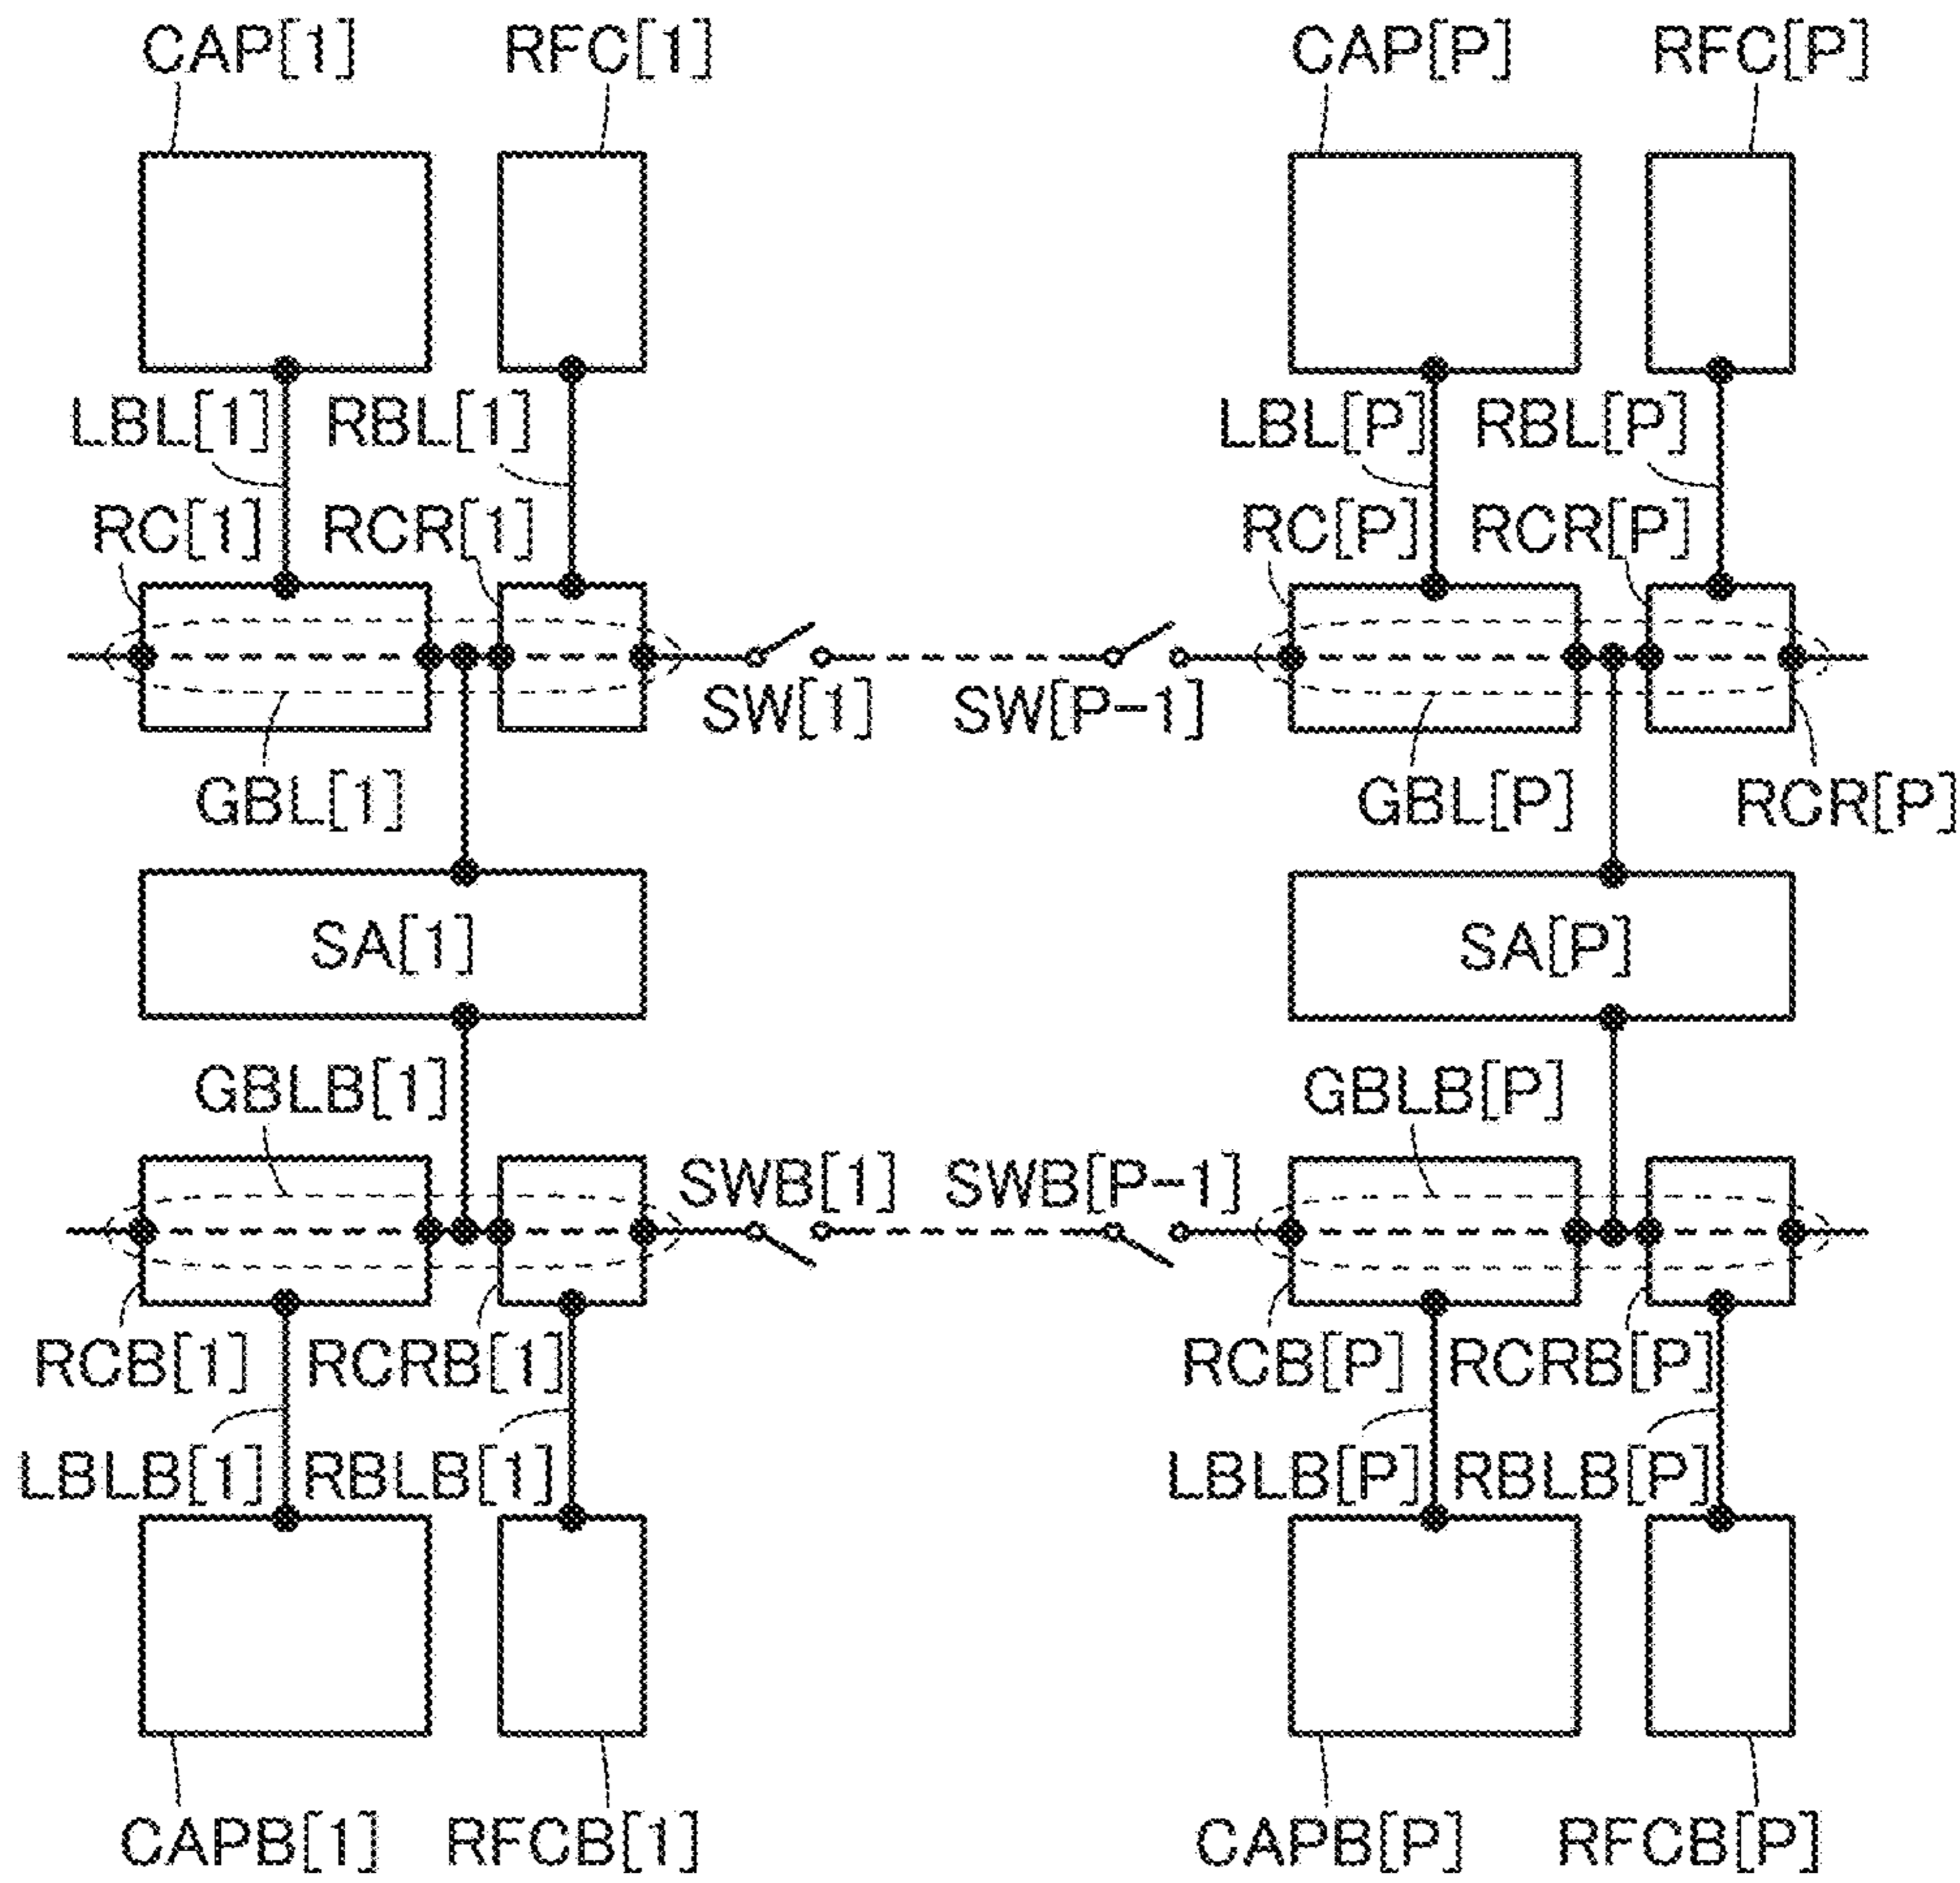 CAP[1] RFC[1] CAP[P] RFC[P]
LBL[1] RBL[1] LBL[P] RBL[P]
RC[1] RCR[1] RC[P] RCR[P]
SW[1] SW[P-1]
GBL[1] GBL[P] RCR[P]
SA[1] SA[P]
GBLB[1] GBLB[P]
SWB[1] SWB[P-1]
RCB[1] RCRB[1] RCB[P] RCRB[P]
LBLB[1] RBLB[1] LBLB[P] RBLB[P]
CAPB[1] RFCB[1] CAPB[P] RFCB[P]